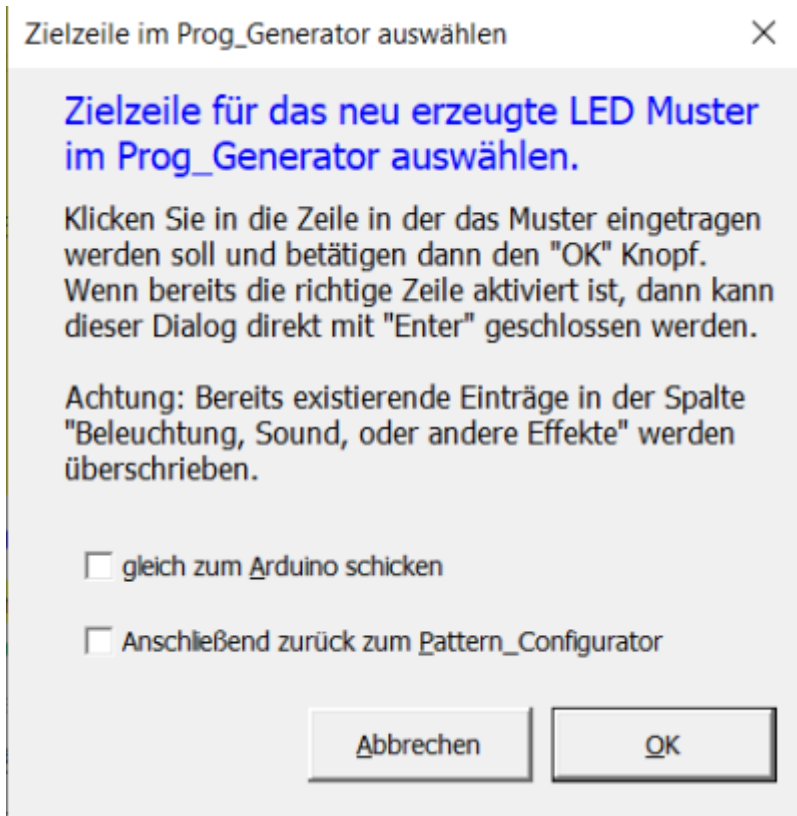 Zielzeile im Prog_Generator auswählen
Zielzeile für das neu erzeugte LED Muster
im Prog_Generator auswählen.
Klicken Sie in die Zeile in der das Muster eingetragen
werden soll und betätigen dann den "OK" Knopf.
Wenn bereits die richtige Zeile aktiviert ist, dann kann
dieser Dialog direkt mit "Enter" geschlossen werden.
Achtung: Bereits existierende Einträge in der Spalte
"Beleuchtung, Sound, oder andere Effekte" werden
überschrieben.
gleich zum Arduino schicken
Anschließend zurück zum Pattern_Configurator
Abbrechen
OK